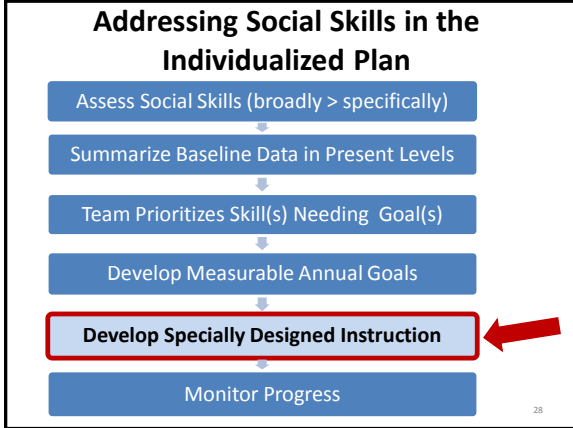 Addressing Social Skills in the
Individualized Plan
Assess Social Skills (broadly > specifically)
Summarize Baseline Data in Present Levels
Team Prioritizes Skill(s) Needing Goal(s)
Develop Measurable Annual Goals
Develop Specially Designed Instruction
Monitor Progress
28